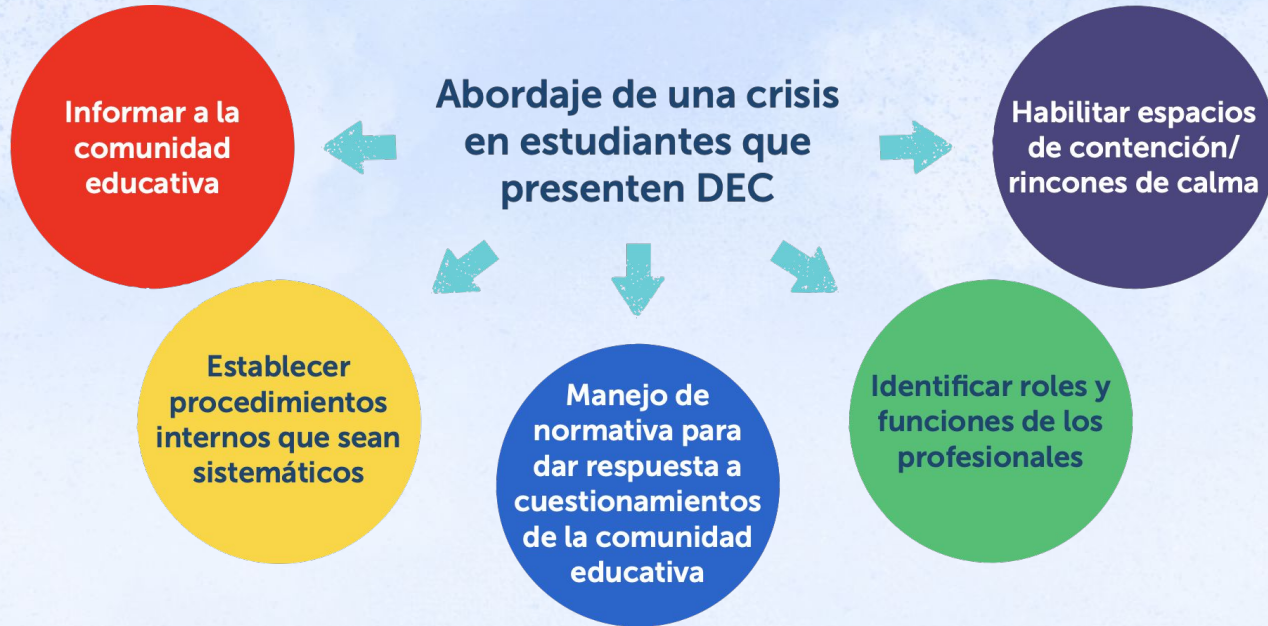 Abordaje de una crisis
en estudiantes que
presenten DEC
Informar a la
comunidad
educativa
Establecer
procedimientos
internos que sean
sistemáticos
Manejo de
normativa para
dar respuesta a
cuestionamientos
de la comunidad
educativa
Identificar roles y
funciones de los
profesionales
Habilitar espacios
de contención/
rincones de calma